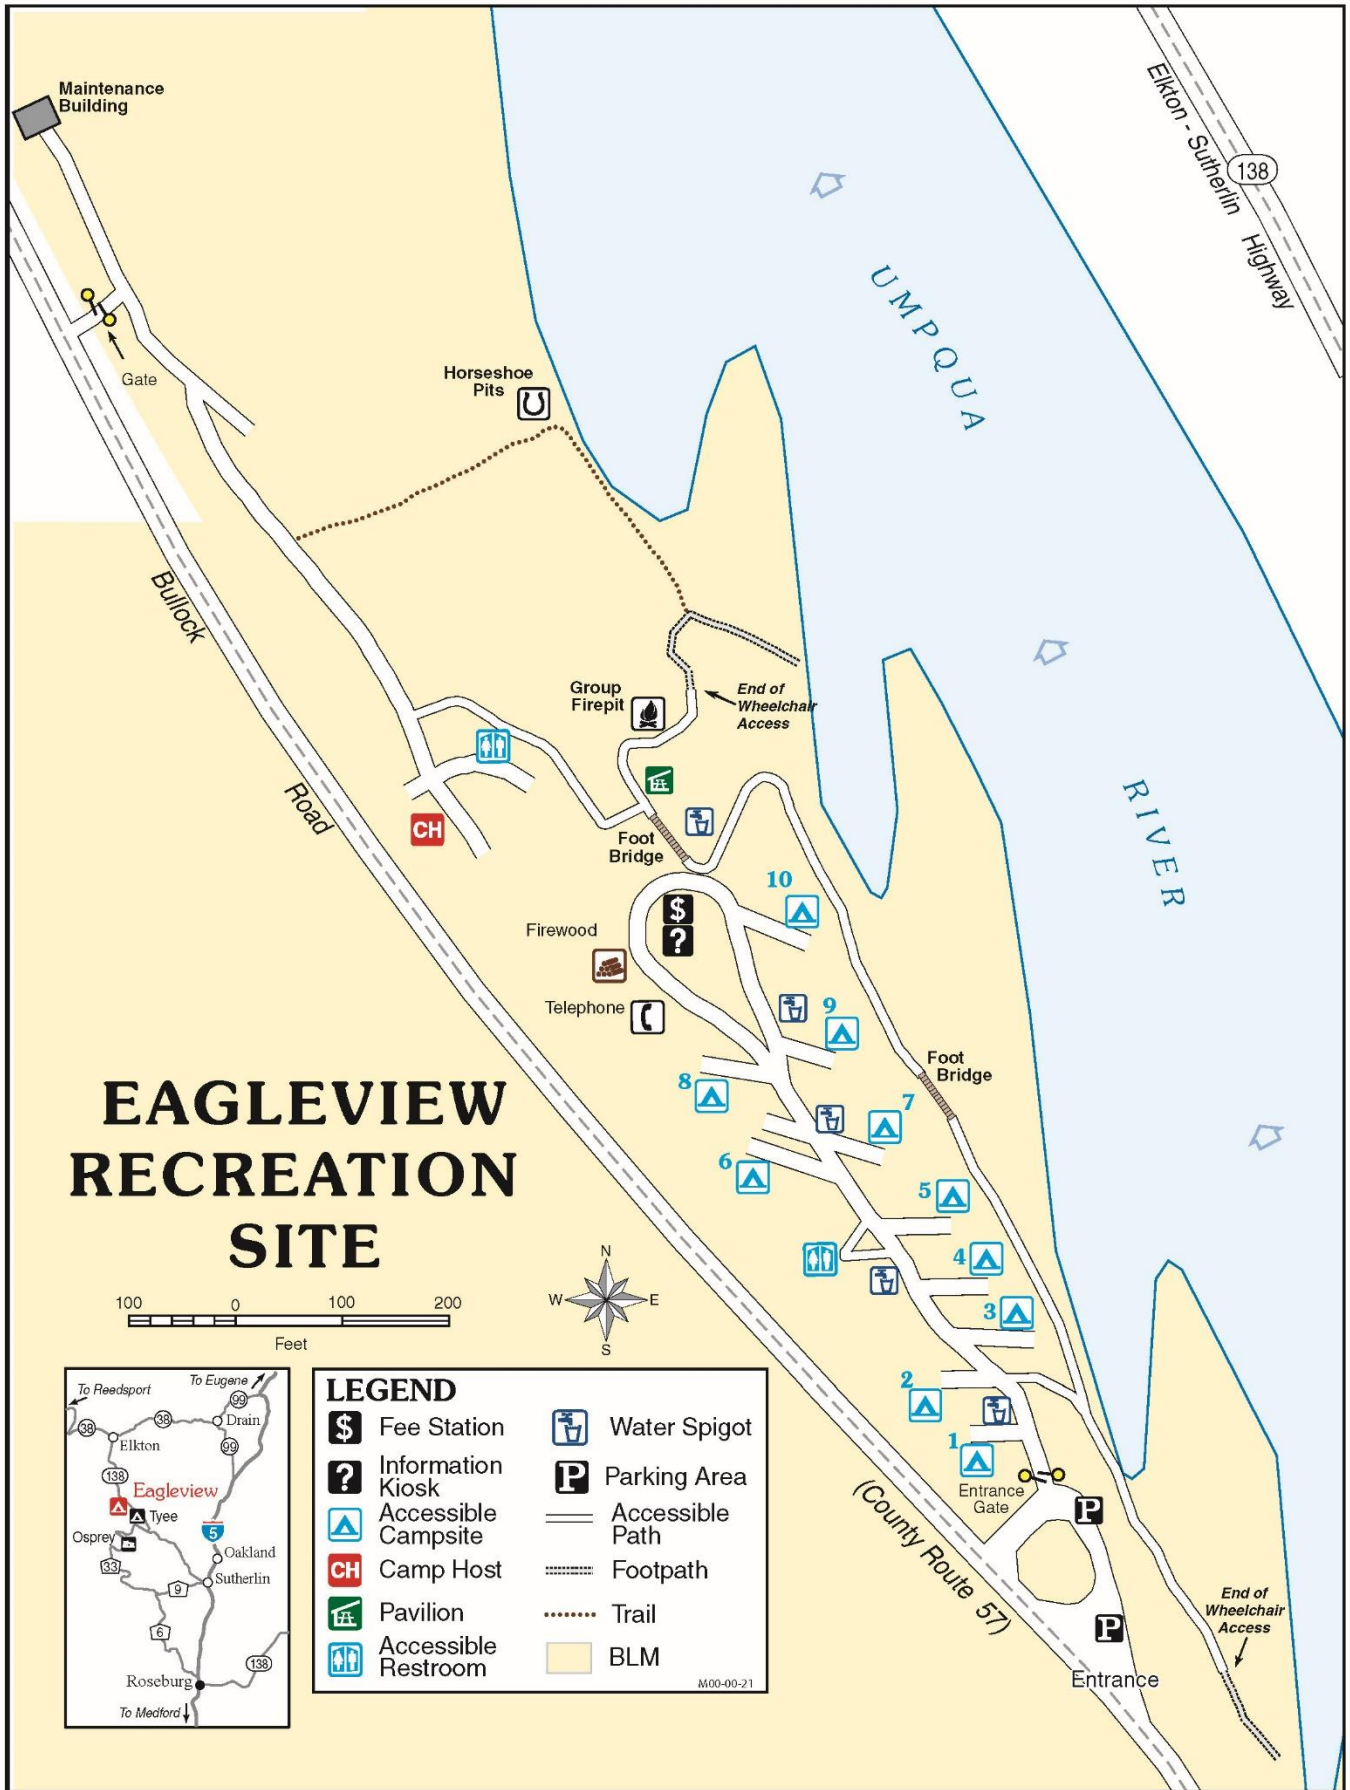 Maintenance
Building
Elkton - Sutherlin Highway
138
UMPQUA
RIVER
Gate
Horseshoe
Pits
Bullock
Road
Group
Firepit
End of
Wheelchair
Access
CH
Foot
Bridge
10
$
?
Firewood
Telephone
9
Foot
Bridge
8
7
6
5
4
3
2
1
Entrance
Gate
P
(County Route 57)
P
Entrance
End of
Wheelchair
Access
EAGLEVIEW
RECREATION
SITE
100 0 100 200
Feet
N
W E
S
To Reedsport
To Eugene
99
38
38
Drain
Elkton
99
138
Eagleview
Tyee
5
Osprey
Oakland
33
Sutherlin
9
6
138
Roseburg
To Medford
LEGEND
$ Fee Station
? Information
Kiosk
Accessible
Campsite
CH Camp Host
Pavilion
Accessible
Restroom
Water Spigot
P Parking Area
Accessible
Path
Footpath
Trail
BLM
M00-00-21